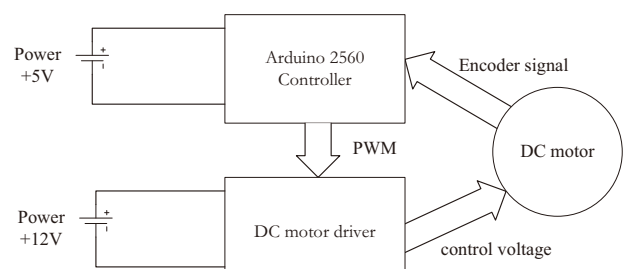 Power
+5V
+
-
Arduino 2560
Controller
Encoder signal
PWM
DC motor
Power
+12V
+
-
DC motor driver
control voltage